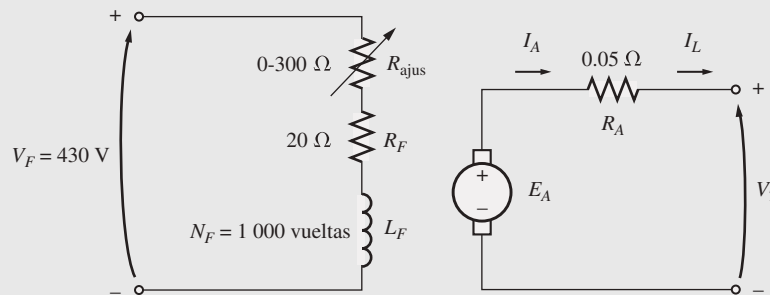 +
0-300 Ω
R_ajus
V_F = 430 V
20 Ω
R_F
N_F = 1 000 vueltas
L_F
–
I_A
0.05 Ω
I_L
+
R_A
+
–
E_A
V
–